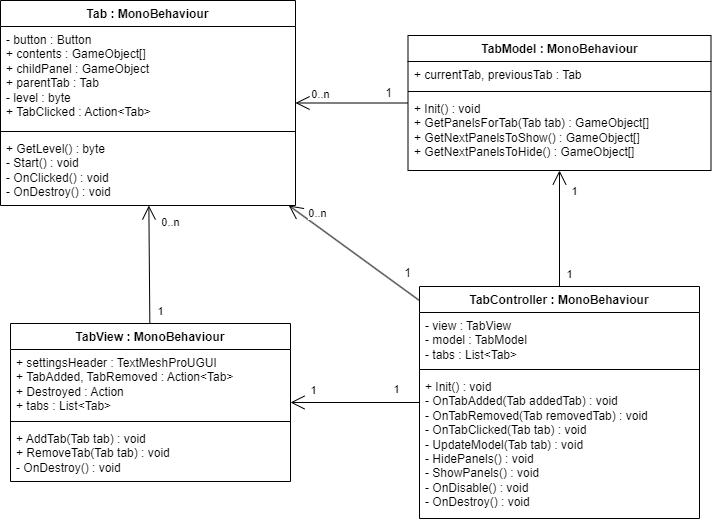 Tab : MonoBehaviour
- button : Button
+ contents : GameObject[]
+ childPanel : GameObject
+ parentTab : Tab
- level : byte
+ TabClicked : Action<Tab>
+ GetLevel() : byte
- Start() : void
- OnClicked() : void
- OnDestroy() : void
TabModel : MonoBehaviour
+ currentTab, previousTab : Tab
+ Init() : void
+ GetPanelsForTab(Tab tab) : GameObject[]
+ GetNextPanelsToShow() : GameObject[]
+ GetNextPanelsToHide() : GameObject[]
0..n
1
1
0..n
0..n
1
1
1
TabView : MonoBehaviour
+ settingsHeader : TextMeshProUGUI
+ TabAdded, TabRemoved : Action<Tab>
+ Destroyed : Action
+ tabs : List<Tab>
+ AddTab(Tab tab) : void
+ RemoveTab(Tab tab) : void
- OnDestroy() : void
1
1
TabController : MonoBehaviour
- view : TabView
- model : TabModel
- tabs : List<Tab>
+ Init() : void
- OnTabAdded(Tab addedTab) : void
- OnTabRemoved(Tab removedTab) : void
- OnTabClicked(Tab tab) : void
- UpdateModel(Tab tab) : void
- HidePanels() : void
- ShowPanels() : void
- OnDisable() : void
- OnDestroy() : void